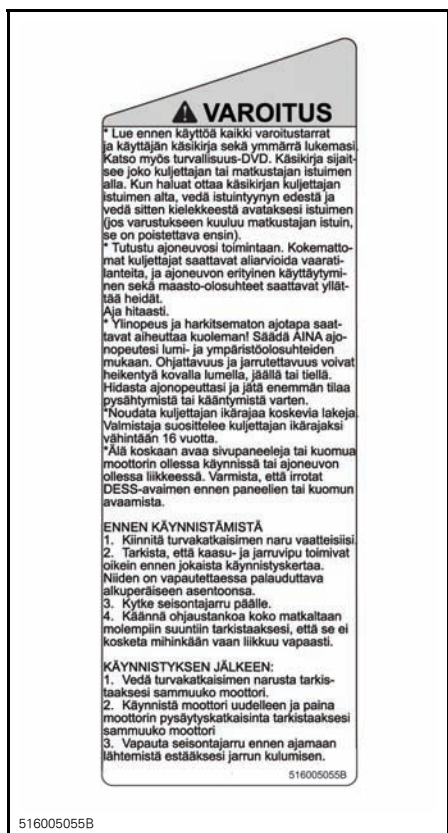 VAROITUS
* Lue ennen käyttöä kaikki varoitustarrat
ja käyttäjän käsikirja sekä ymmärrä lukemasi.
Katso myös turvallisuus-DVD. Käsikirja sijait-
see joko kuljettajan tai matkustajan istuimen
alla. Kun haluat ottaa käsikirjan kuljettajan
istuimen alta, vedä istuintyynyn edestä ja
vedä sitten kielekkeestä avataksesi istuimen
(jos varustukseen kuuluu matkustajan istuin,
se on poistettava ensin).
* Tutustu ajoneuvosi toimintaan. Kokematto-
mat kuljettajat saattavat aliarvioida vaarati-
lanteita, ja ajoneuvon erityinen käyttäytymi-
nen sekä maasto-olosuhteet saattavat yllät-
tää heidät.
Aja hitaasti.
* Ylinopeus ja harkitsematon ajotapa saat-
tavat aiheuttaa kuoleman! Säädä AINA ajo-
nopeutesi lumi- ja ympäristöolosuhteiden
mukaan. Ohjattavuus ja jarrutettavuus voivat
heikentyä kovalla lumella, jäällä tai tiellä.
Hidasta ajonopeuttasi ja jätä enemmän tilaa
pysähtymistä tai kääntymistä varten.
*Noudata kuljettajan ikärajaa koskevia lakeja.
Valmistaja suosittelee kuljettajan ikärajaksi
vähintään 16 vuotta.
*Älä koskaan avaa sivupaneeleja tai kuomua
moottorin ollessa käynnissä tai ajoneuvon
ollessa liikkeessä. Varmista, että irrotat
DESS-avaimen ennen paneelien tai kuomun
avaamista.
ENNEN KÄYNNISTÄMISTÄ
1. Kiinnitä turvakatkaisimen naru vaatteisiisi.
2. Tarkista, että kaasu- ja jarruvipu toimivat
oikein ennen jokaista käynnistyskertaa.
Niiden on vapautettaessa palauduttava
alkuperäiseen asentoonsa.
3. Kytke seisontajarru päälle.
4. Käännä ohjaustankoa koko matkaltaan
molempiin suuntiin tarkistaaksesi, että se ei
kosketa mihinkään vaan liikkuu vapaasti.
KÄYNNISTYKSEN JÄLKEEN:
1. Vedä turvakatkaisimen narusta tarkis-
taaksesi sammuuko moottori.
2. Käynnistä moottori uudelleen ja paina
moottorin pysäytyskatkaisinta tarkistaaksesi
sammuuko moottori
3. Vapauta seisontajarru ennen ajamaan
lähtemistä estääksesi jarrun kulumisen.
516005055B
516005055B